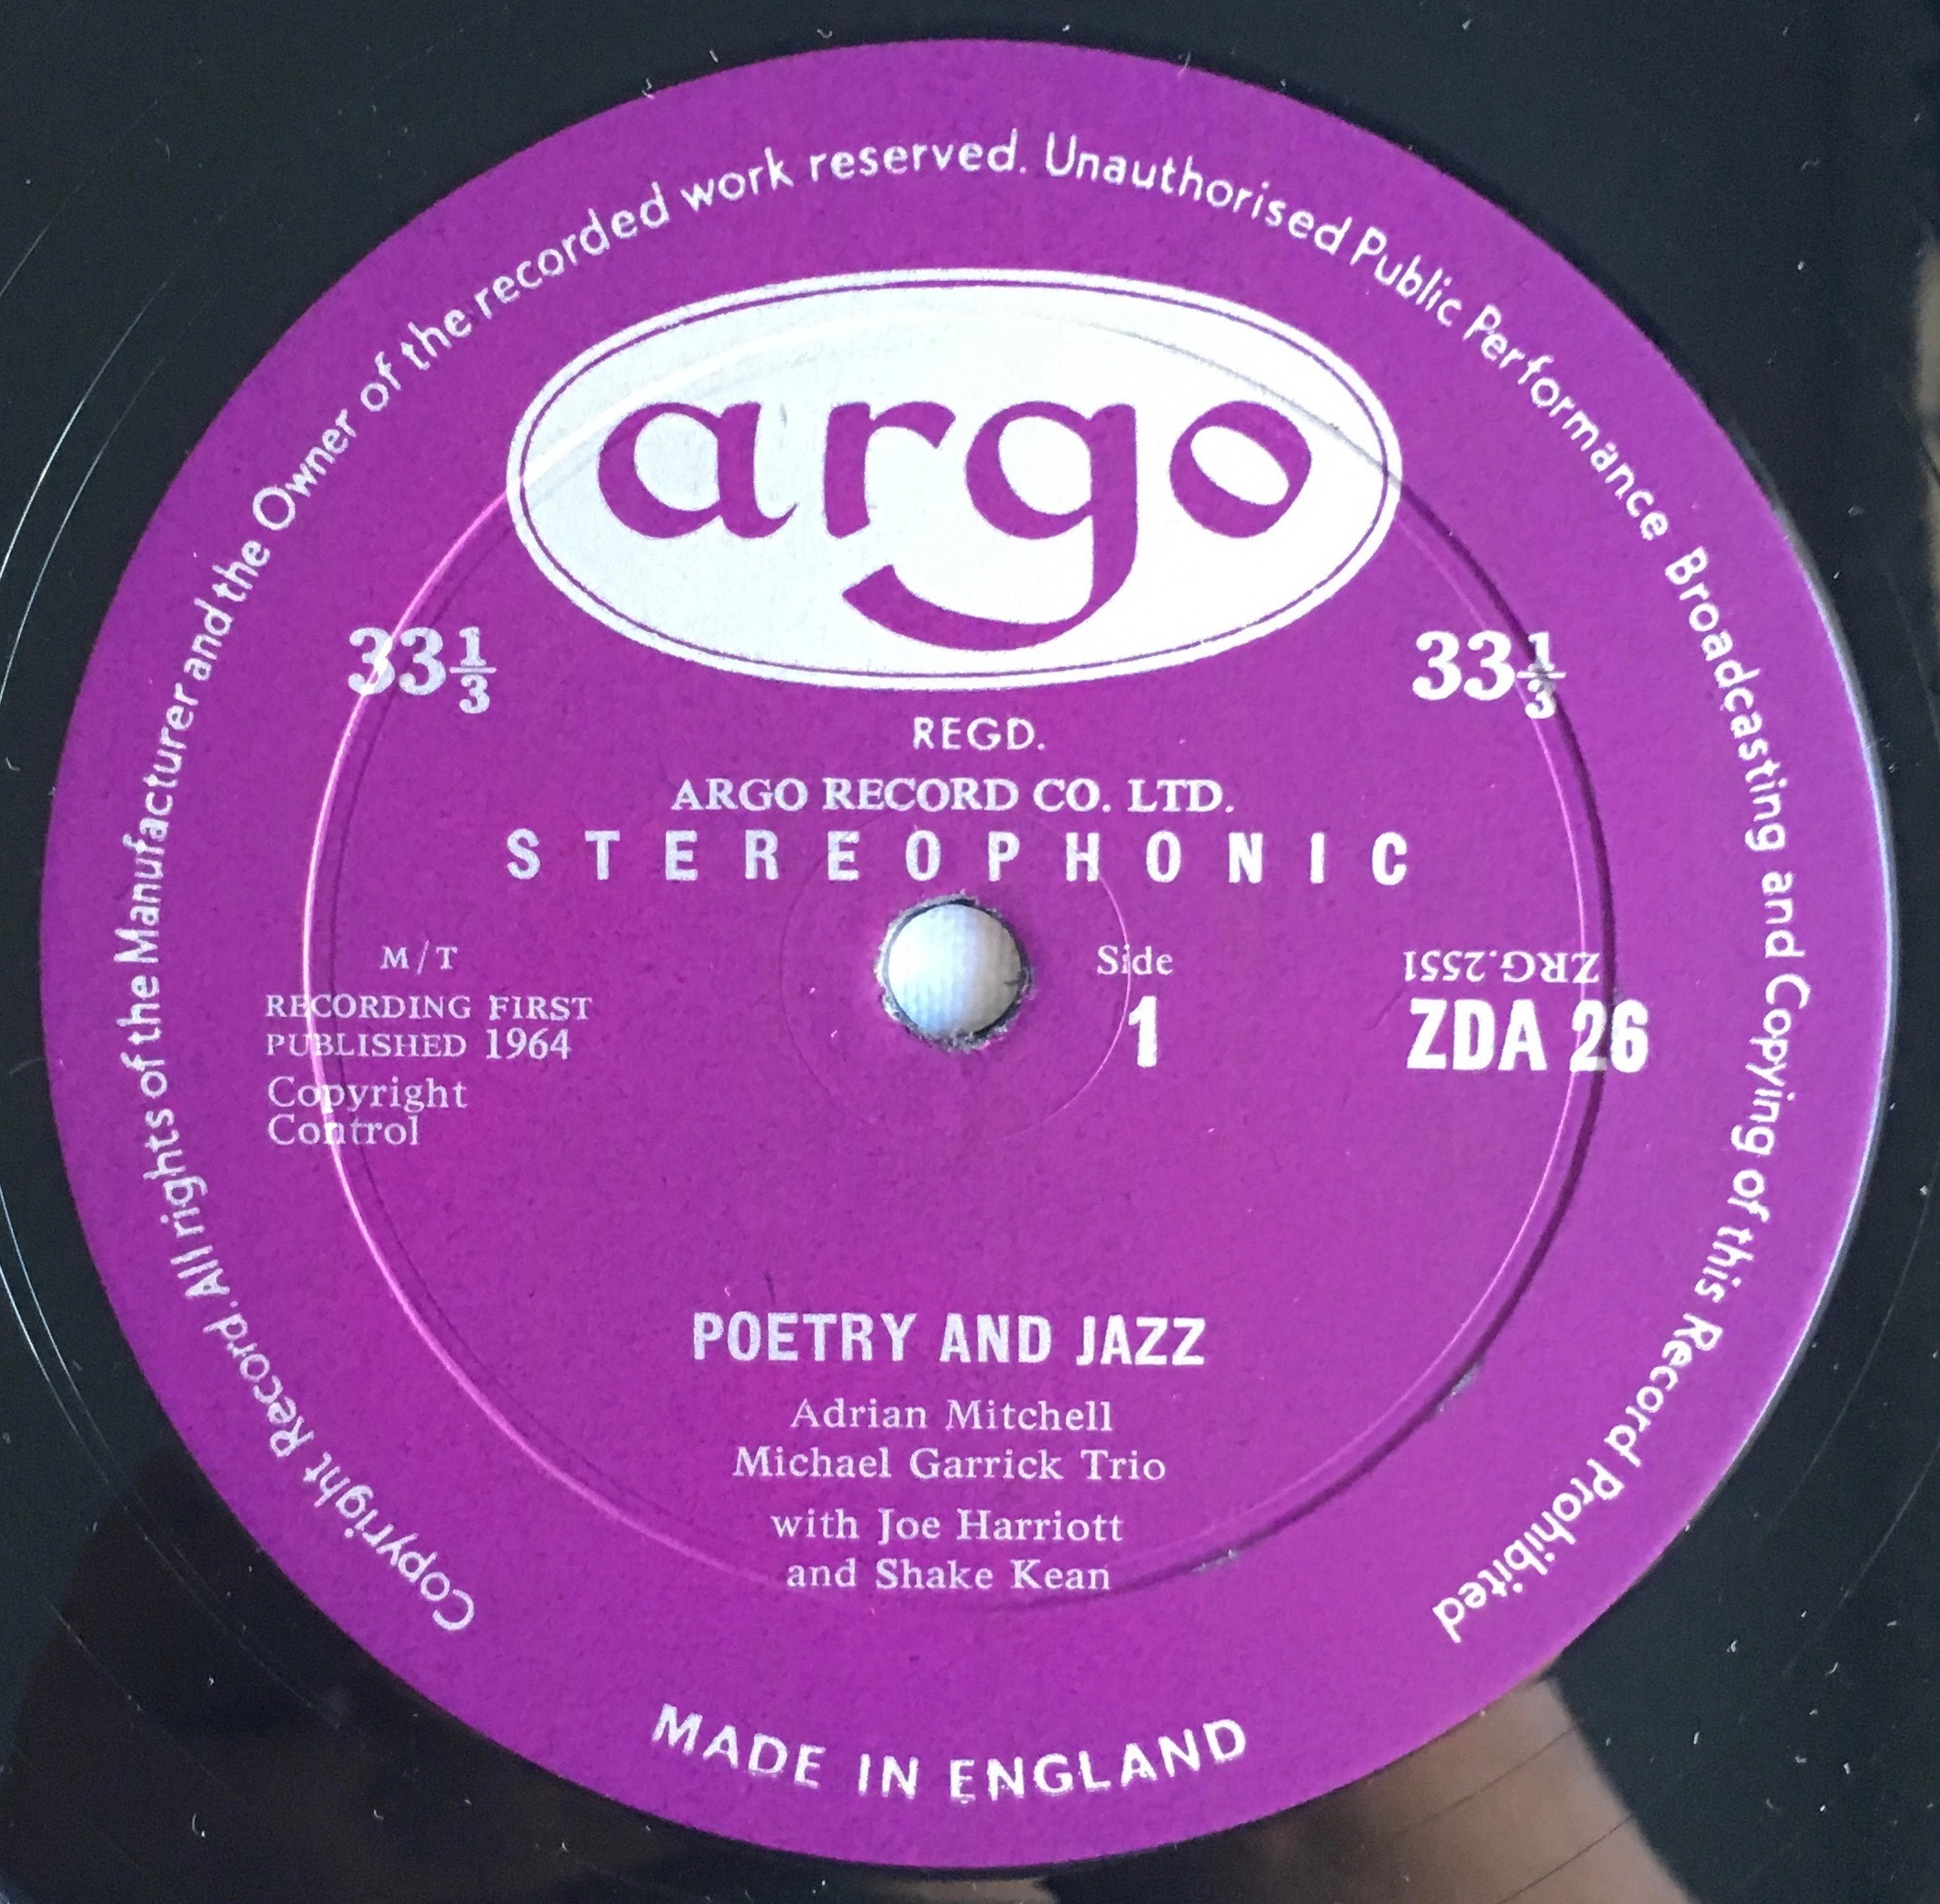 Copyright Record. All rights of the Manufacturer and the Owner of the recorded work reserved. Unauthorised Public Performance Broadcasting and Copying of this Record Prohibited
argo
33⅓
33⅓
REGD.
ARGO RECORD CO. LTD.
STEREOPHONIC
M/T
RECORDING FIRST
PUBLISHED 1964
Copyright
Control
Side
1
ZRG.2551
ZDA 26
POETRY AND JAZZ
Adrian Mitchell
Michael Garrick Trio
with Joe Harriott
and Shake Kean
MADE IN ENGLAND